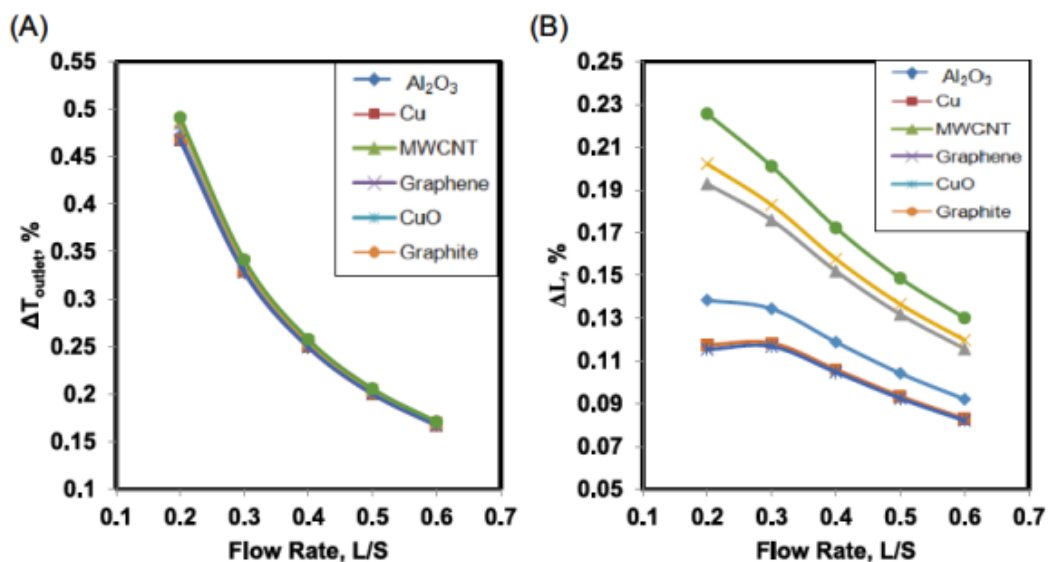 (A)
ΔT_outlet, %
0.55
0.5
0.45
0.4
0.35
0.3
0.25
0.2
0.15
0.1
Al₂O₃
Cu
MWCNT
Graphene
CuO
Graphite
0.1 0.2 0.3 0.4 0.5 0.6 0.7
Flow Rate, L/S
(B)
ΔL, %
0.25
0.23
0.21
0.19
0.17
0.15
0.13
0.11
0.09
0.07
0.05
Al₂O₃
Cu
MWCNT
Graphene
CuO
Graphite
0.1 0.2 0.3 0.4 0.5 0.6 0.7
Flow Rate, L/S